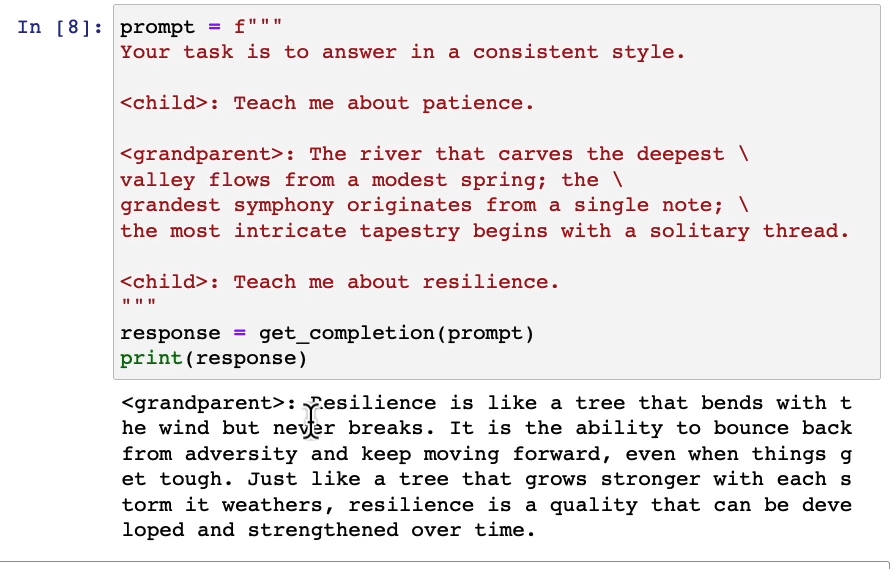 In [8]: prompt = f"""
Your task is to answer in a consistent style.
<child>: Teach me about patience.
<grandparent>: The river that carves the deepest \
valley flows from a modest spring; the \
grandest symphony originates from a single note; \
the most intricate tapestry begins with a solitary thread.
<child>: Teach me about resilience.
"""
response = get_completion(prompt)
print(response)
<grandparent>: Resilience is like a tree that bends with t
he wind but never breaks. It is the ability to bounce back
from adversity and keep moving forward, even when things g
et tough. Just like a tree that grows stronger with each s
torm it weathers, resilience is a quality that can be deve
loped and strengthened over time.